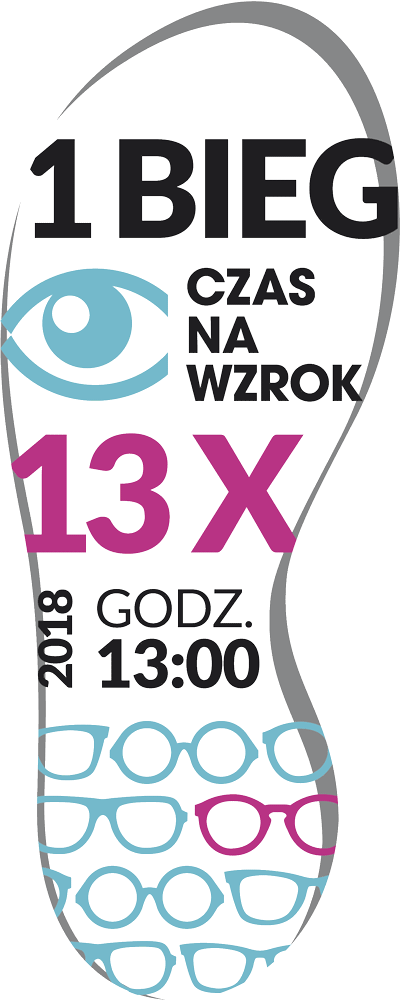 1 BIEG
CZAS
NA
WZROK
13 X
2018
GODZ.
13:00